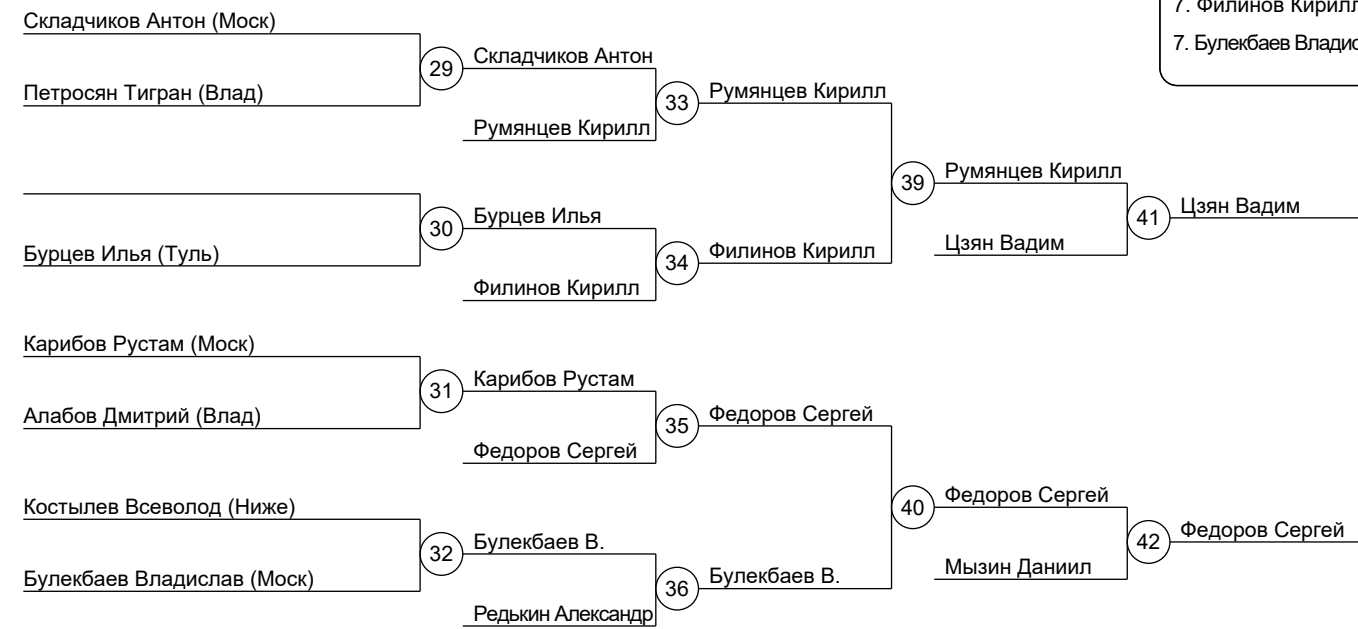 7. Филинов Кирилл
7. Булекбаев
Складчиков Антон (Моск)
29
Складчиков Антон
Петросян Тигран (Влад)
33
Румянцев Кирилл
Румянцев Кирилл
39
Румянцев Кирилл
30
Бурцев Илья
41
Цзян Вадим
Бурцев Илья (Туль)
34
Филинов Кирилл
Цзян Вадим
Филинов Кирилл
Карибов Рустам (Моск)
31
Карибов Рустам
Алабов Дмитрий (Влад)
35
Федоров Сергей
Федоров Сергей
Костылев Всеволод (Ниже)
40
Федоров Сергей
32
Булекбаев В.
42
Федоров Сергей
Булекбаев Владислав (Моск)
36
Булекбаев В.
Мызин Даниил
Редькин Александр